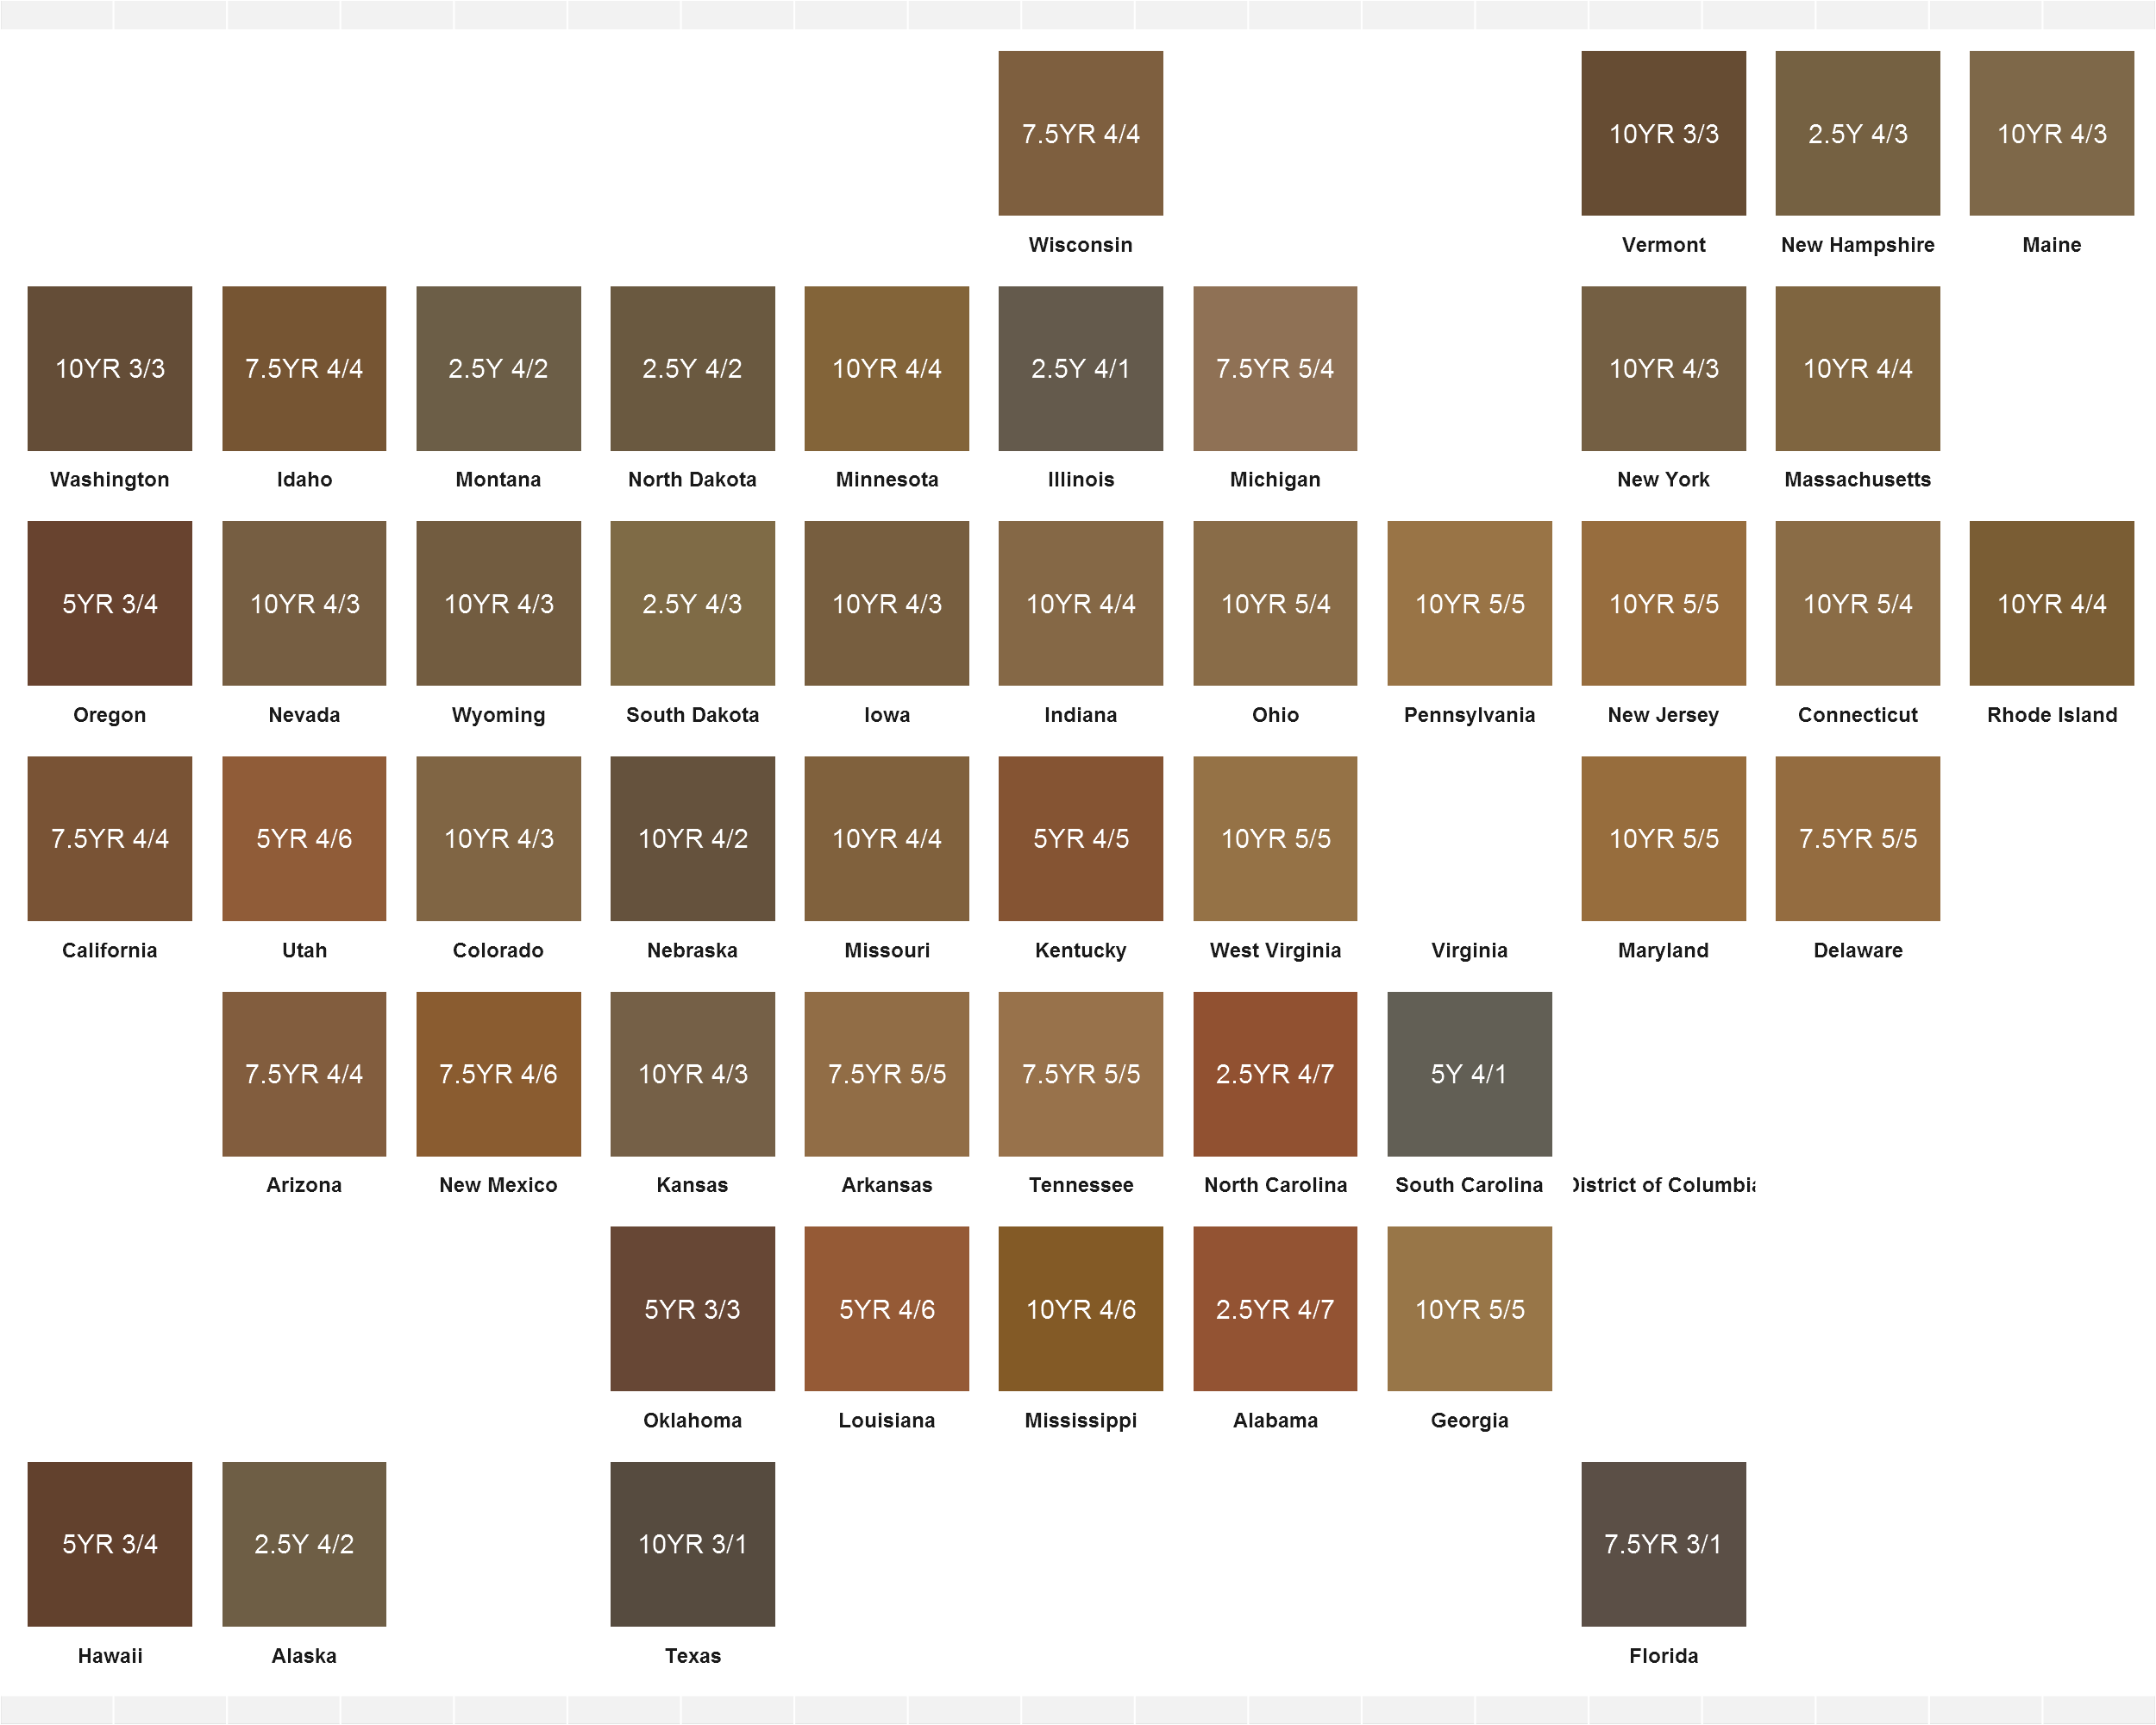 7.5YR 4/4 10YR 3/3 2.5Y 4/3 10YR 4/3
Wisconsin Vermont New Hampshire Maine
10YR 3/3 7.5YR 4/4 2.5Y 4/2 2.5Y 4/2 10YR 4/4 2.5Y 4/1 7.5YR 5/4 10YR 4/3 10YR 4/4
Washington Idaho Montana North Dakota Minnesota Illinois Michigan New York Massachusetts
5YR 3/4 10YR 4/3 10YR 4/3 2.5Y 4/3 10YR 4/3 10YR 4/4 10YR 5/4 10YR 5/5 10YR 5/5 10YR 5/4 10YR 4/4
Oregon Nevada Wyoming South Dakota Iowa Indiana Ohio Pennsylvania New Jersey Connecticut Rhode Island
7.5YR 4/4 5YR 4/6 10YR 4/3 10YR 4/2 10YR 4/4 5YR 4/5 10YR 5/5 10YR 5/5 7.5YR 5/5
California Utah Colorado Nebraska Missouri Kentucky West Virginia Virginia Maryland Delaware
7.5YR 4/4 7.5YR 4/6 10YR 4/3 7.5YR 5/5 7.5YR 5/5 2.5YR 4/7 5Y 4/1
Arizona New Mexico Kansas Arkansas Tennessee North Carolina South Carolina District of Columbia
5YR 3/3 5YR 4/6 10YR 4/6 2.5YR 4/7 10YR 5/5
Oklahoma Louisiana Mississippi Alabama Georgia
5YR 3/4 2.5Y 4/2 10YR 3/1 7.5YR 3/1
Hawaii Alaska Texas Florida